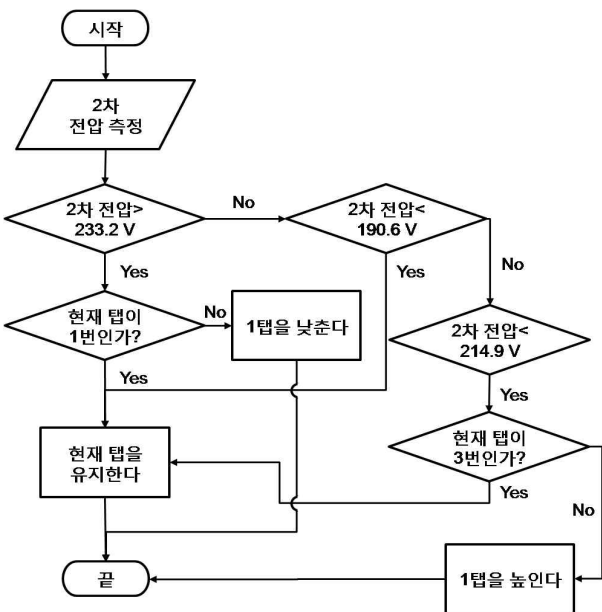 시작
2차
전압 측정
2차 전압>
233.2 V
No
2차 전압<
190.6 V
Yes
Yes
No
현재 탭이
1번인가?
No
1탭을 낮춘다
2차 전압<
214.9 V
Yes
Yes
현재 탭을
유지한다
현재 탭이
3번인가?
Yes
No
끝
1탭을 높인다